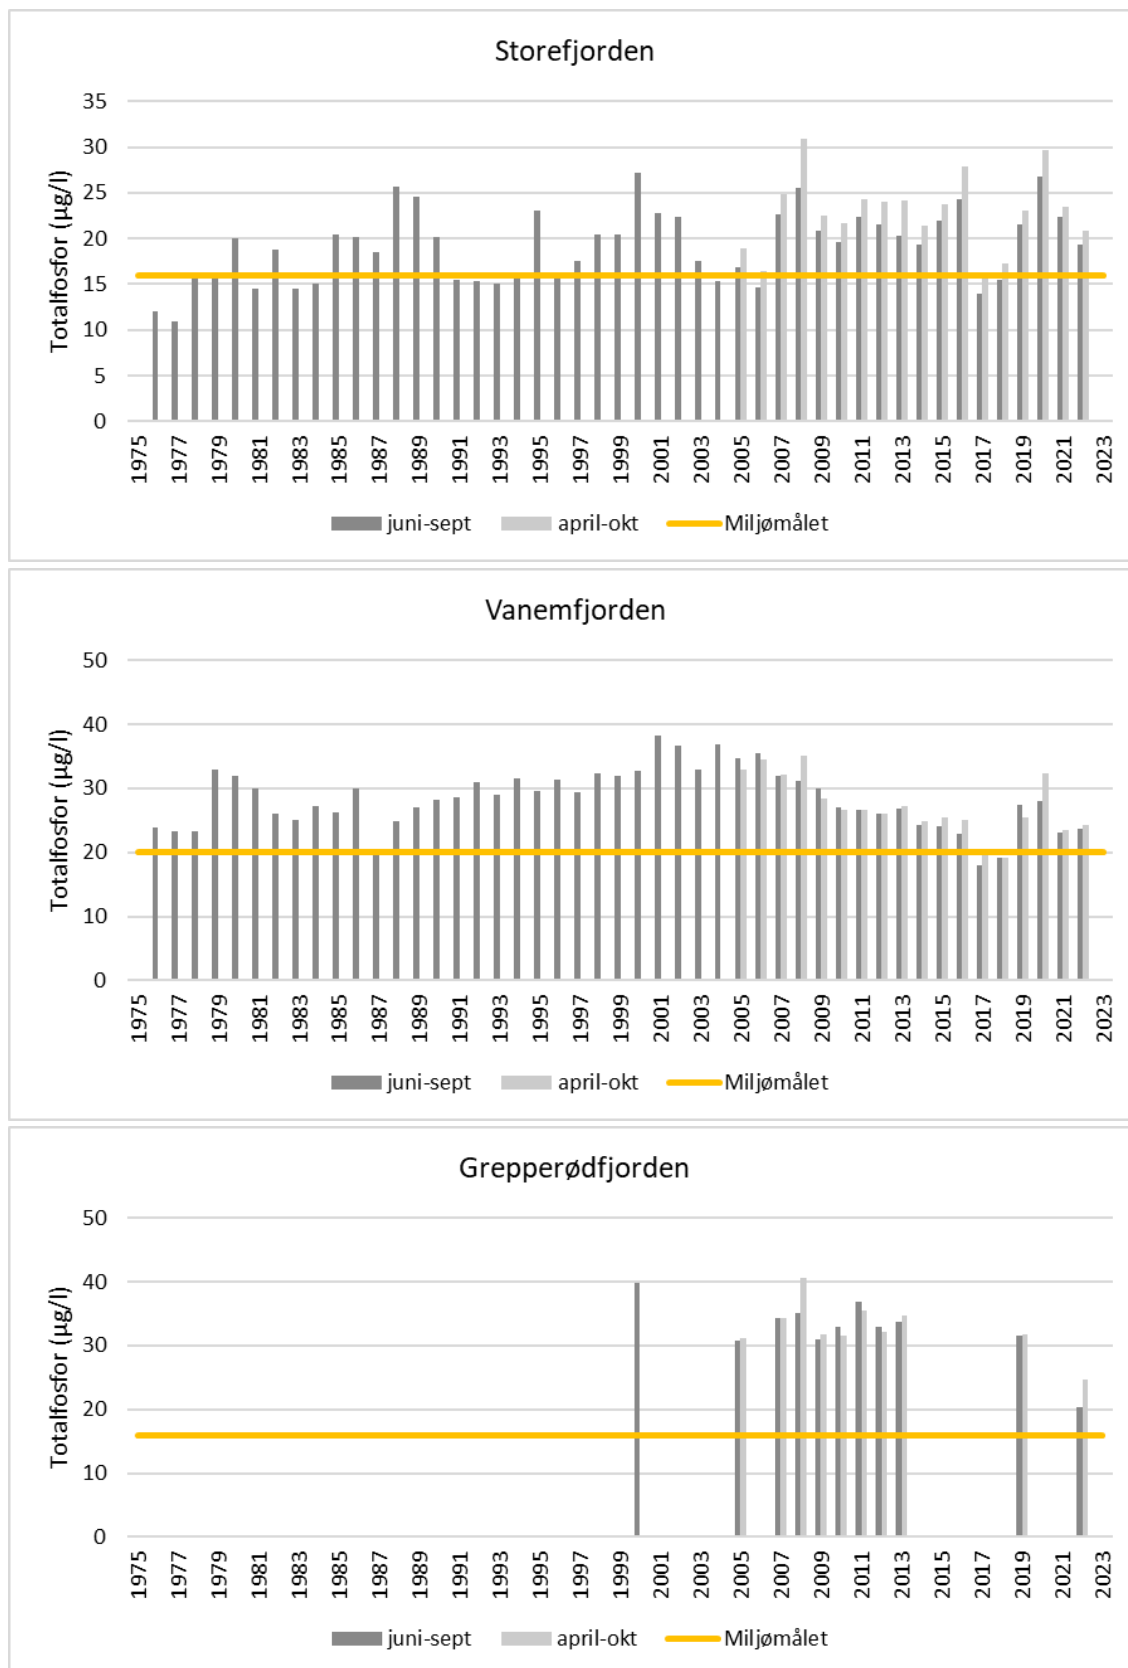 Storefjorden
Totalfosfor (µg/l)
35
30
25
20
15
10
5
0
1975 1977 1979 1981 1983 1985 1987 1989 1991 1993 1995 1997 1999 2001 2003 2005 2007 2009 2011 2013 2015 2017 2019 2021 2023
juni-sept april-okt Miljømålet
Vanemfjorden
Totalfosfor (µg/l)
50
40
30
20
10
0
1975 1977 1979 1981 1983 1985 1987 1989 1991 1993 1995 1997 1999 2001 2003 2005 2007 2009 2011 2013 2015 2017 2019 2021 2023
juni-sept april-okt Miljømålet
Grepperødfjorden
Totalfosfor (µg/l)
50
40
30
20
10
0
1975 1977 1979 1981 1983 1985 1987 1989 1991 1993 1995 1997 1999 2001 2003 2005 2007 2009 2011 2013 2015 2017 2019 2021 2023
juni-sept april-okt Miljømålet